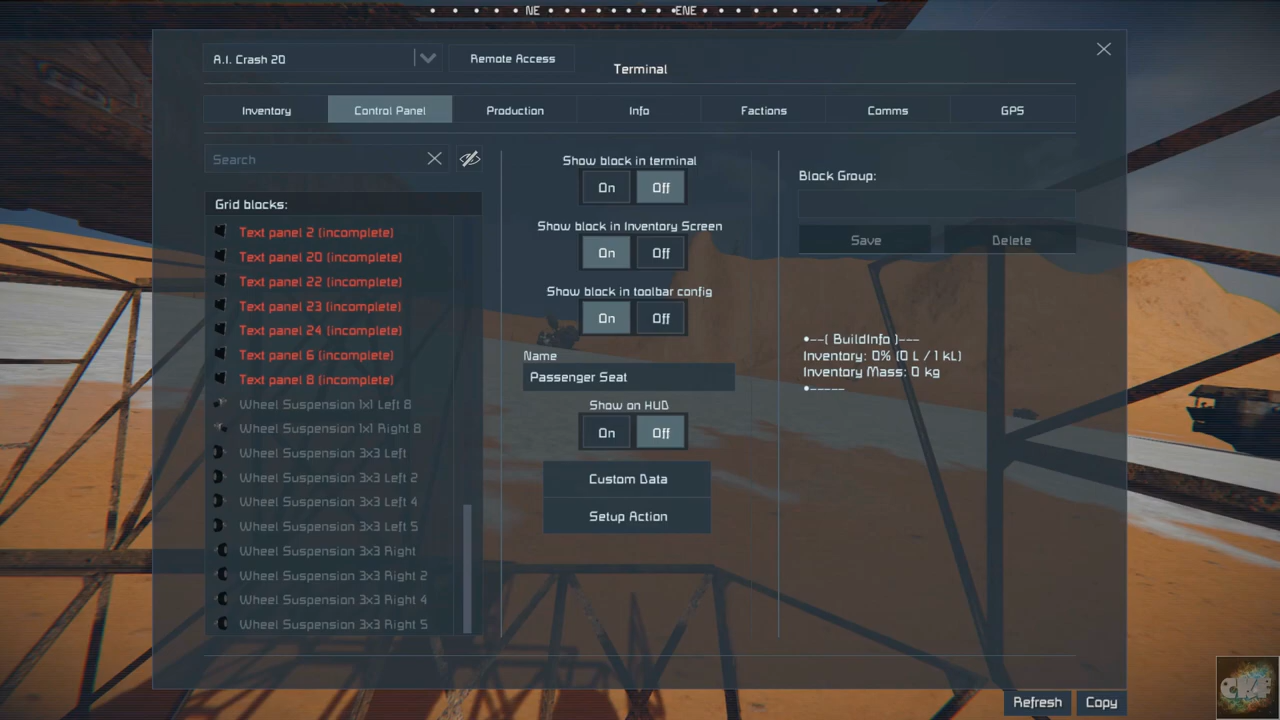 NE
ENE
A.I. Crash 20
Remote Access
Terminal
Inventory
Control Panel
Production
Info
Factions
Comms
GPS
Search
Grid blocks:
Text panel 2 (incomplete)
Text panel 20 (incomplete)
Text panel 22 (incomplete)
Text panel 23 (incomplete)
Text panel 24 (incomplete)
Text panel 6 (incomplete)
Text panel 8 (incomplete)
Wheel Suspension 1x1 Left 8
Wheel Suspension 1x1 Right 8
Wheel Suspension 3x3 Left
Wheel Suspension 3x3 Left 2
Wheel Suspension 3x3 Left 4
Wheel Suspension 3x3 Left 5
Wheel Suspension 3x3 Right
Wheel Suspension 3x3 Right 2
Wheel Suspension 3x3 Right 4
Wheel Suspension 3x3 Right 5
Show block in terminal
On Off
Show block in Inventory Screen
On Off
Show block in toolbar config
On Off
Name
Passenger Seat
Show on HUD
On Off
Custom Data
Setup Action
Block Group:
Save
Delete
•--( BuildInfo )---
Inventory: 0% (0 L / 1 kL)
Inventory Mass: 0 kg
•-----
Refresh
Copy